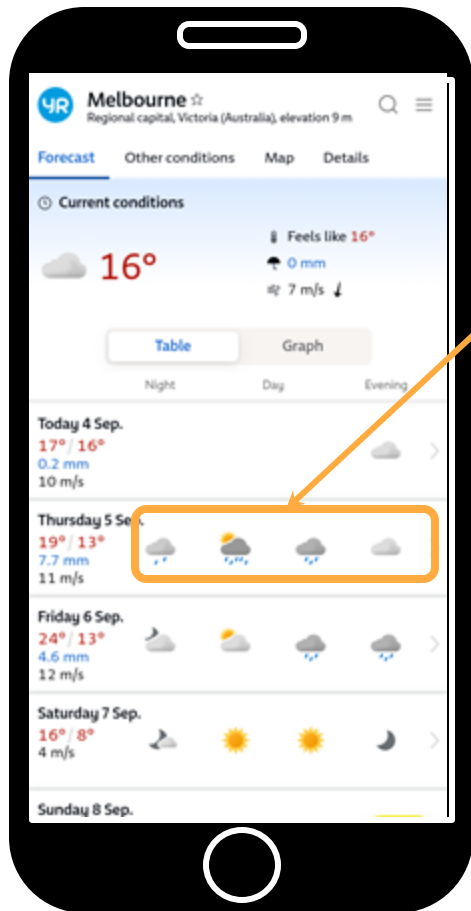 YR
Melbourne
Regional capital, Victoria (Australia), elevation 9 m
Forecast Other conditions Map Details
Current conditions
16°
Feels like 16°
0 mm
7 m/s
Table Graph
Night Day Evening
Today 4 Sep.
17° / 16°
0.2 mm
10 m/s
Thursday 5 Sep.
19° / 13°
7.7 mm
11 m/s
Friday 6 Sep.
24° / 13°
4.6 mm
12 m/s
Saturday 7 Sep.
16° / 8°
4 m/s
Sunday 8 Sep.